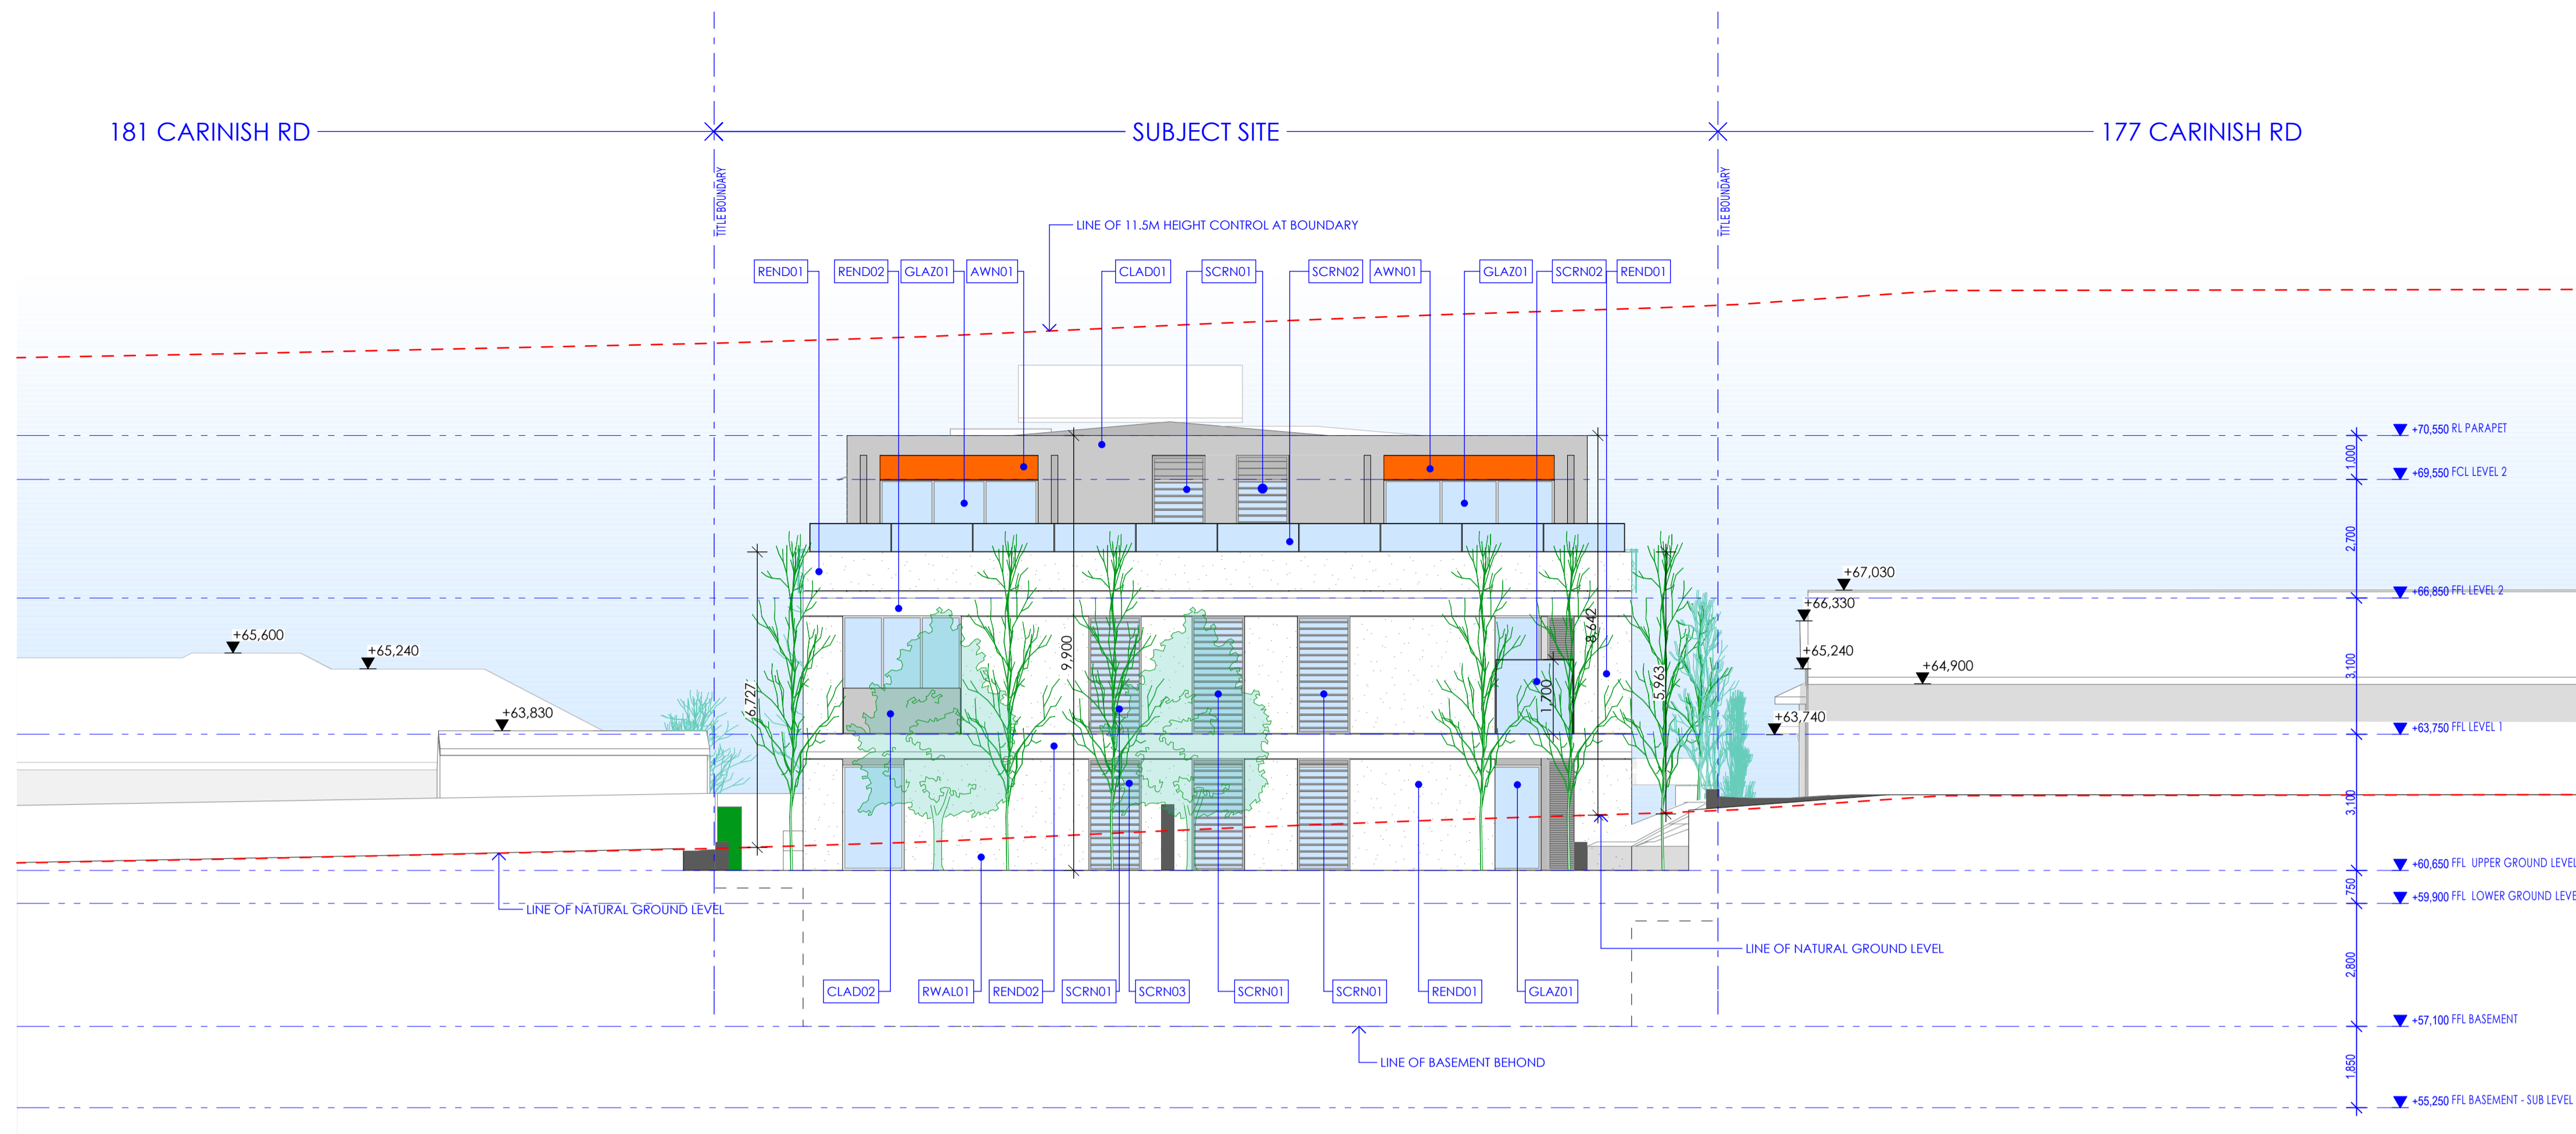 181 CARINISH RD
SUBJECT SITE
177 CARINISH RD
TITLE BOUNDARY
TITLE BOUNDARY
LINE OF 11.5M HEIGHT CONTROL AT BOUNDARY
REND01
REND02
GLAZ01
AWN01
CLAD01
SCRN01
SCRN02
AWN01
GLAZ01
SCRN02
REND01
+70,550 RL PARAPET
1,000
+69,550 FCL LEVEL 2
2,700
+67,030
+66,850 FFL LEVEL 2
+66,330
+65,600
+65,240
+65,240
+64,900
3,100
+63,830
+63,740
+63,750 FFL LEVEL 1
6,727
9,900
1,700
8,642
5,963
3,100
+60,650 FFL UPPER GROUND LEVEL
750
+59,900 FFL LOWER GROUND LEVE
LINE OF NATURAL GROUND LEVEL
LINE OF NATURAL GROUND LEVEL
2,800
CLAD02
RWAL01
REND02
SCRN01
SCRN03
SCRN01
SCRN01
REND01
GLAZ01
+57,100 FFL BASEMENT
LINE OF BASEMENT BEHOND
1,850
+55,250 FFL BASEMENT - SUB LEVEL